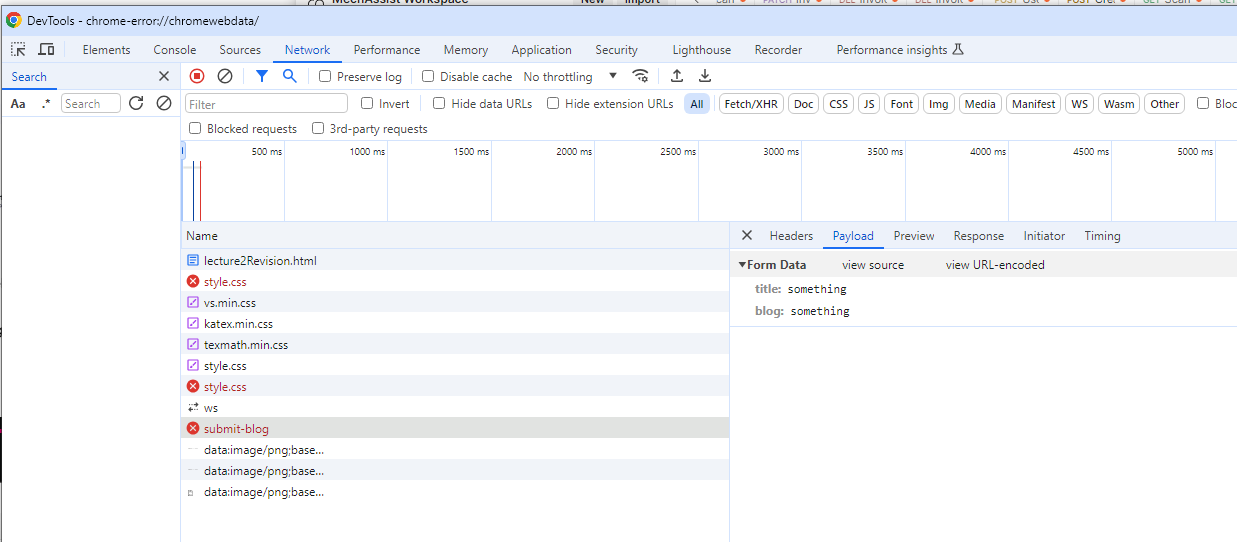 MechAssist Workspace New Import
DevTools - chrome-error://chromewebdata/
Elements Console Sources Network Performance Memory Application Security Lighthouse Recorder Performance insights
Search
Preserve log Disable cache No throttling
Aa .* Search
Filter Invert Hide data URLs Hide extension URLs All Fetch/XHR Doc CSS JS Font Img Media Manifest WS Wasm Other
Blocked requests 3rd-party requests
500 ms 1000 ms 1500 ms 2000 ms 2500 ms 3000 ms 3500 ms 4000 ms 4500 ms 5000 ms
Name
Headers Payload Preview Response Initiator Timing
lecture2Revision.html
style.css
vs.min.css
katex.min.css
texmath.min.css
style.css
style.css
ws
submit-blog
data:image/png;base...
data:image/png;base...
data:image/png;base...
Form Data view source view URL-encoded
title: something
blog: something